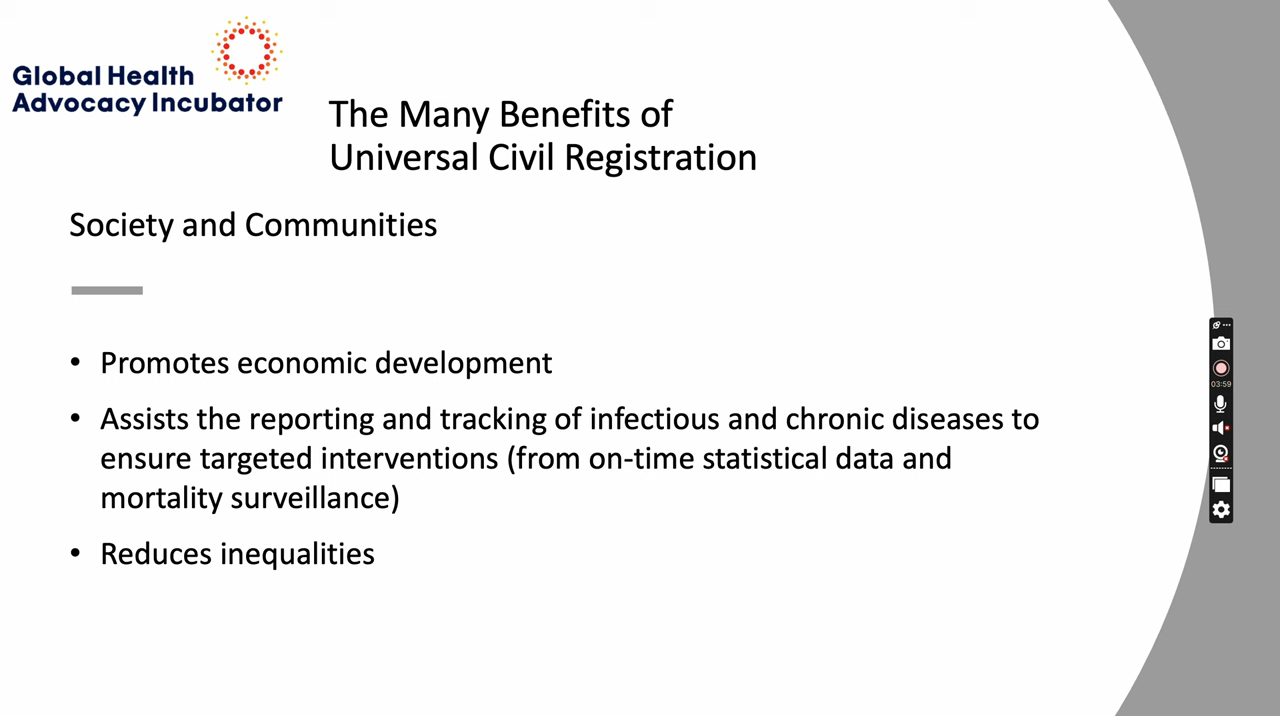 Global Health
Advocacy Incubator
The Many Benefits of
Universal Civil Registration
Society and Communities
• Promotes economic development
• Assists the reporting and tracking of infectious and chronic diseases to
ensure targeted interventions (from on-time statistical data and
mortality surveillance)
• Reduces inequalities
03:59